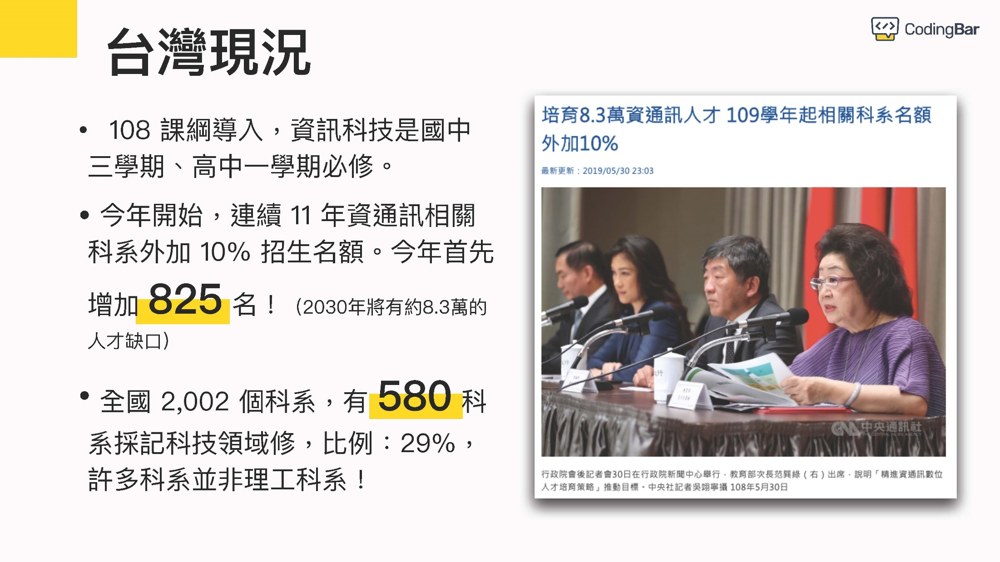 台灣現況
CodingBar
• 108 課綱導入，資訊科技是國中
三學期、高中一學期必修。
• 今年開始，連續 11 年資通訊相關
科系外加 10% 招生名額。今年首先
增加 825 名！（2030年將有約8.3萬的
人才缺口）
• 全國 2,002 個科系，有 580 科
系採記科技領域修，比例：29%，
許多科系並非理工科系！
培育8.3萬資通訊人才 109學年起相關科系名額
外加10%
最新更新：2019/05/30 23:03
中央通訊社
THE CENTRAL NEWS AGENCY
行政院會後記者會30日在行政院新聞中心舉行，教育部次長范巽綠（右）出席，說明「精進資通訊數位
人才培育策略」推動目標。中央社記者吳翊寧攝 108年5月30日